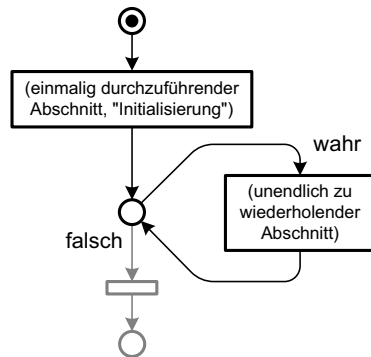 (einmalig durchzuführender
Abschnitt, "Initialisierung")
wahr
(unendlich zu
wiederholender
Abschnitt)
falsch